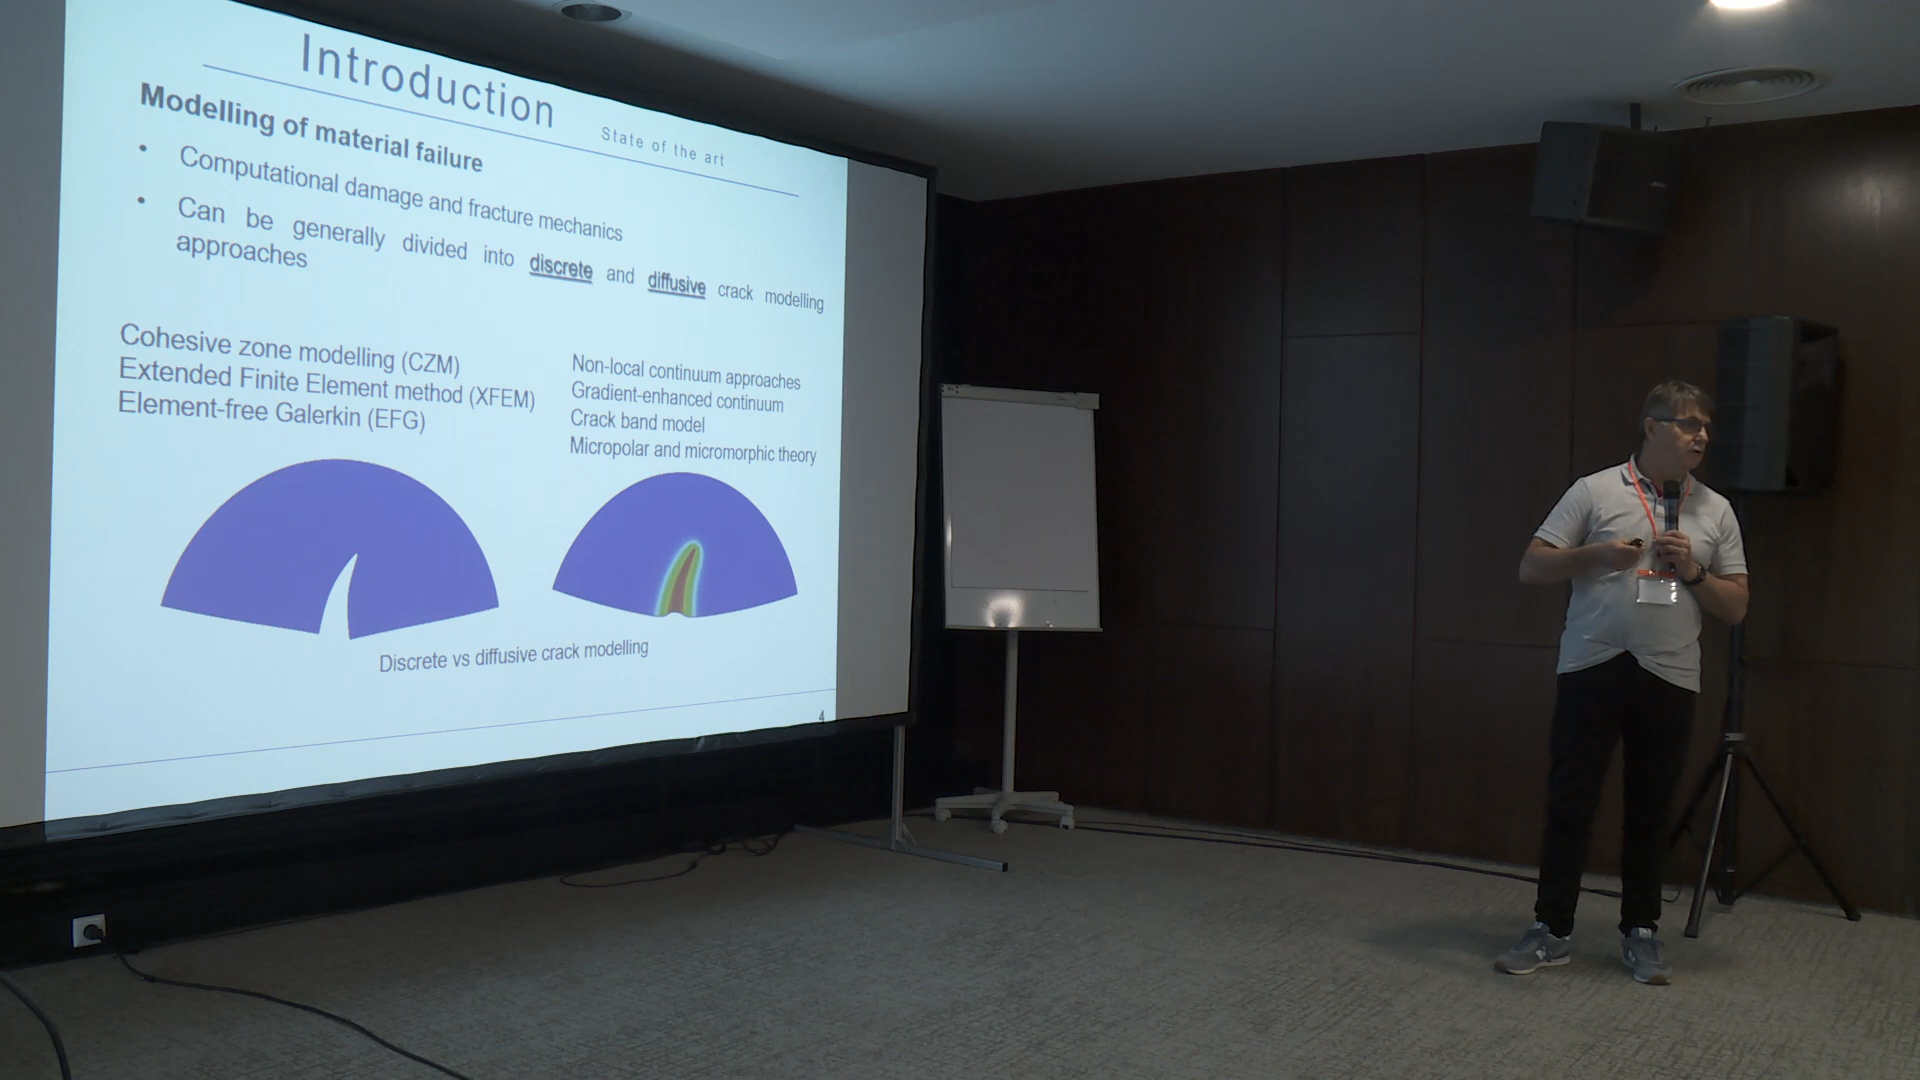 Introduction
State of the art
Modelling of material failure
• Computational damage and fracture mechanics
• Can be generally divided into discrete and diffusive crack modelling
approaches
Cohesive zone modelling (CZM)
Extended Finite Element method (XFEM)
Element-free Galerkin (EFG)
Non-local continuum approaches
Gradient-enhanced continuum
Crack band model
Micropolar and micromorphic theory
Discrete vs diffusive crack modelling
4